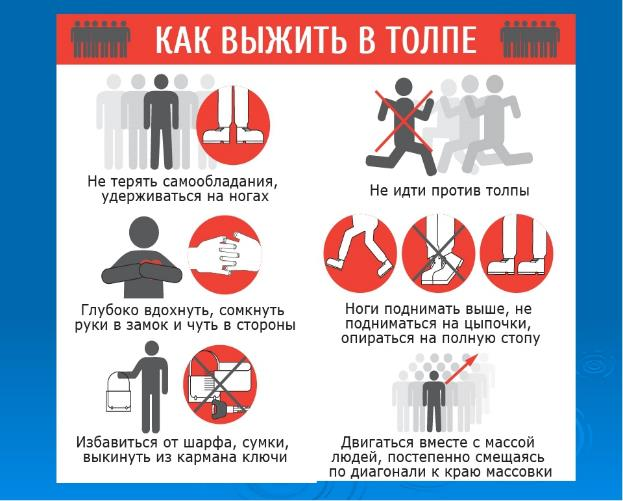 КАК ВЫЖИТЬ В ТОЛПЕ
Не терять самообладания,
удерживаться на ногах
Не идти против толпы
Глубоко вдохнуть, сомкнуть
руки в замок и чуть в стороны
Ноги поднимать выше, не
подниматься на цыпочки,
опираться на полную стопу
Избавиться от шарфа, сумки,
выкинуть из кармана ключи
Двигаться вместе с массой
людей, постепенно смещаясь
по диагонали к краю массовки